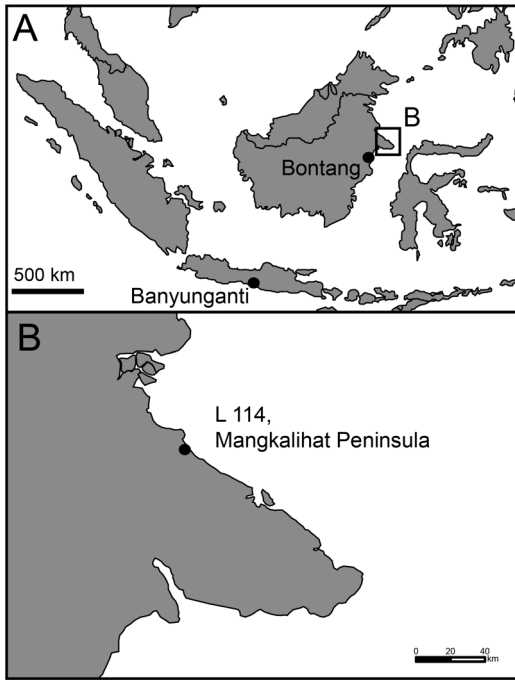 A
B
Bontang
500 km
Banyunganti
B
L 114,
Mangkalihat Peninsula
0 20 40
km